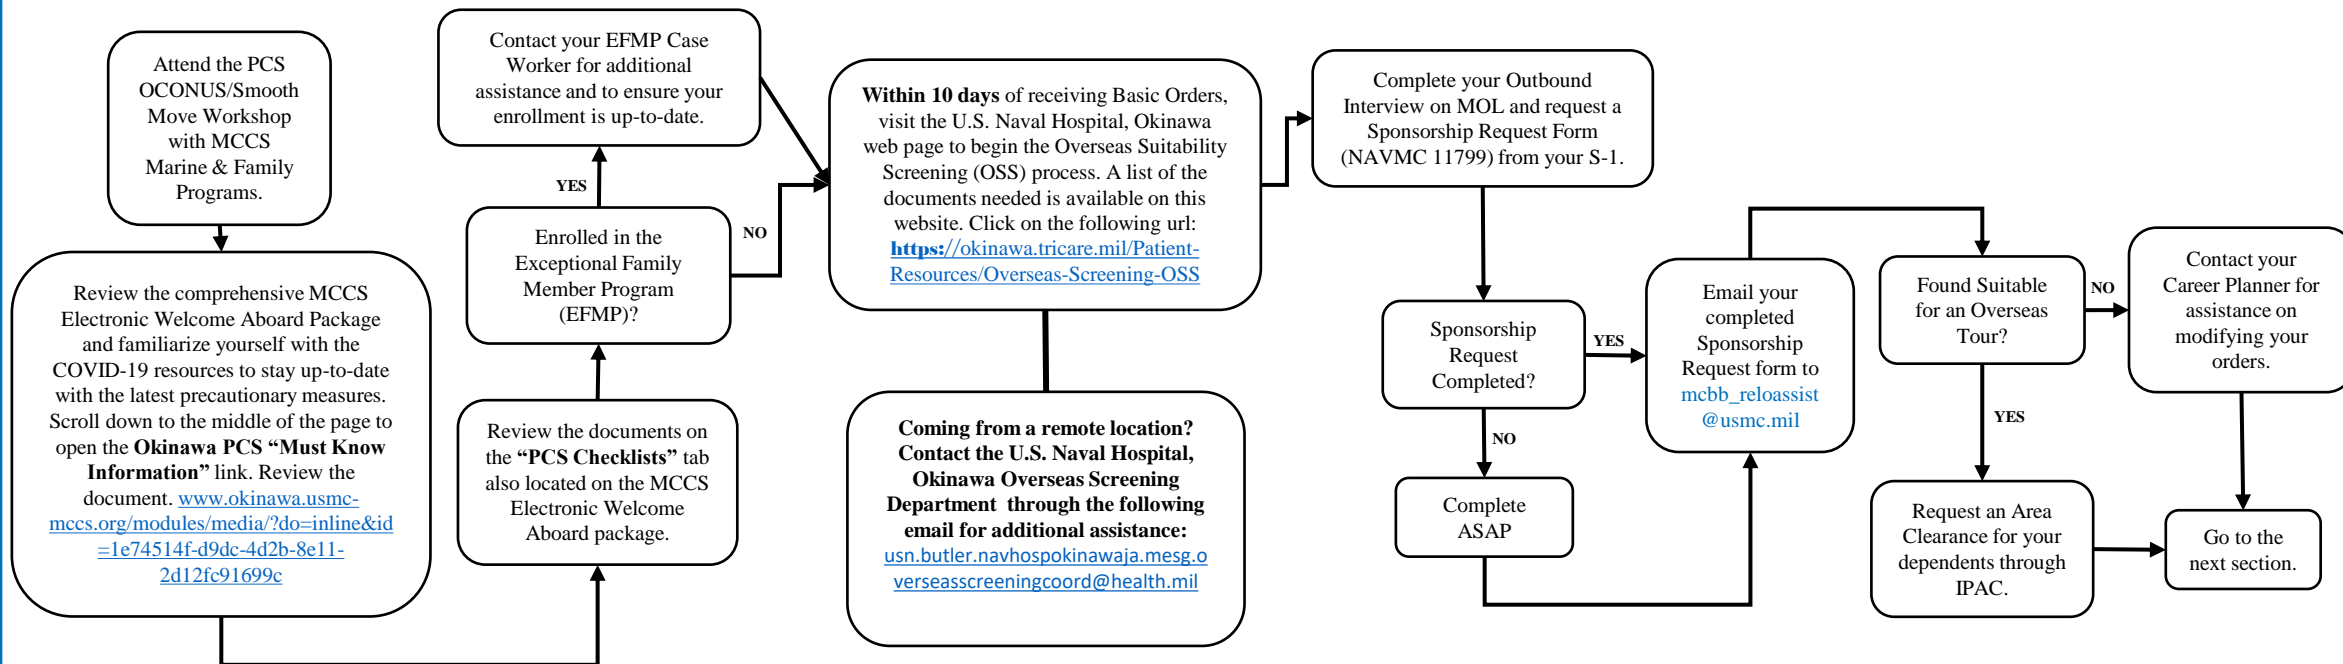 Attend the PCS
OCONUS/Smooth
Move Workshop
with MCCS
Marine & Family
Programs.
Review the comprehensive MCCS
Electronic Welcome Aboard Package
and familiarize yourself with the
COVID-19 resources to stay up-to-date
with the latest precautionary measures.
Scroll down to the middle of the page to
open the Okinawa PCS “Must Know
Information” link. Review the
document. www.okinawa.usmc-
mccs.org/modules/media/?do=inline&id
=1e74514f-d9dc-4d2b-8e11-
2d12fc91699c
Review the documents on
the “PCS Checklists” tab
also located on the MCCS
Electronic Welcome
Aboard package.
Enrolled in the
Exceptional Family
Member Program
(EFMP)?
YES
NO
Contact your EFMP Case
Worker for additional
assistance and to ensure your
enrollment is up-to-date.
Within 10 days of receiving Basic Orders,
visit the U.S. Naval Hospital, Okinawa
web page to begin the Overseas Suitability
Screening (OSS) process. A list of the
documents needed is available on this
website. Click on the following url:
https://okinawa.tricare.mil/Patient-
Resources/Overseas-Screening-OSS
Coming from a remote location?
Contact the U.S. Naval Hospital,
Okinawa Overseas Screening
Department through the following
email for additional assistance:
usn.butler.navhospokinawaja.mesg.o
verseasscreeningcoord@health.mil
Complete your Outbound
Interview on MOL and request a
Sponsorship Request Form
(NAVMC 11799) from your S-1.
Sponsorship
Request
Completed?
YES
NO
Complete
ASAP
Email your
completed
Sponsorship
Request form to
mcbb_reloassist
@usmc.mil
Found Suitable
for an Overseas
Tour?
NO
YES
Contact your
Career Planner for
assistance on
modifying your
orders.
Request an Area
Clearance for your
dependents through
IPAC.
Go to the
next section.